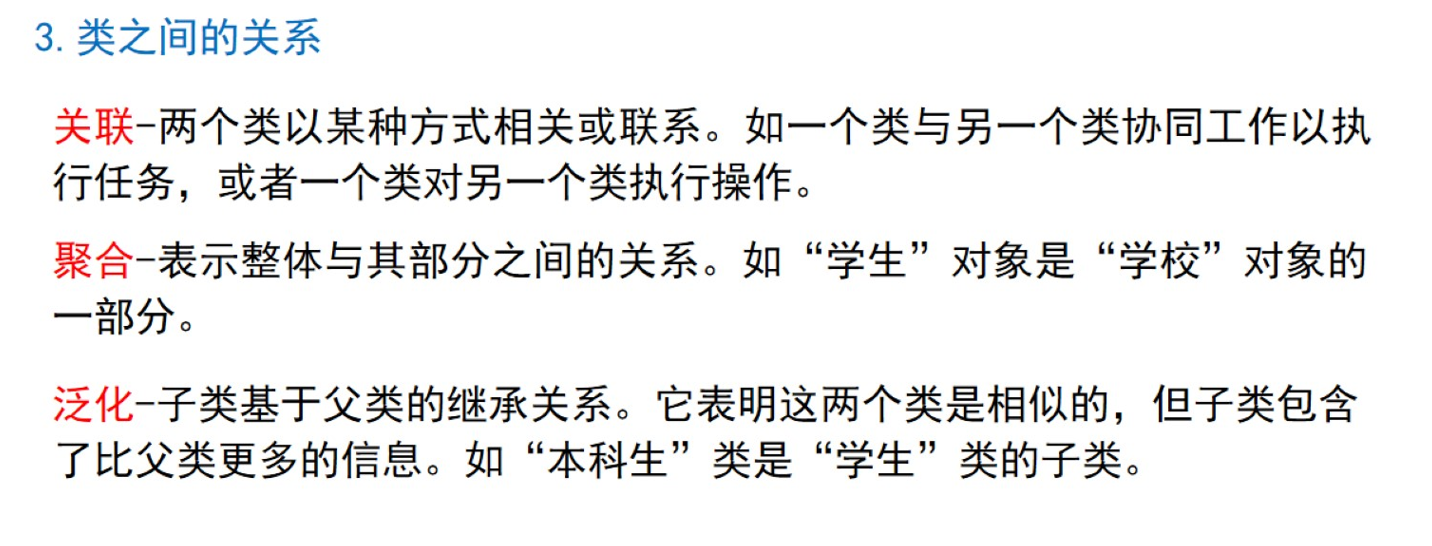 3. 类之间的关系
关联-两个类以某种方式相关或联系。如一个类与另一个类协同工作以执
行任务，或者一个类对另一个类执行操作。
聚合-表示整体与其部分之间的关系。如“学生”对象是“学校”对象的
一部分。
泛化-子类基于父类的继承关系。它表明这两个类是相似的，但子类包含
了比父类更多的信息。如“本科生”类是“学生”类的子类。